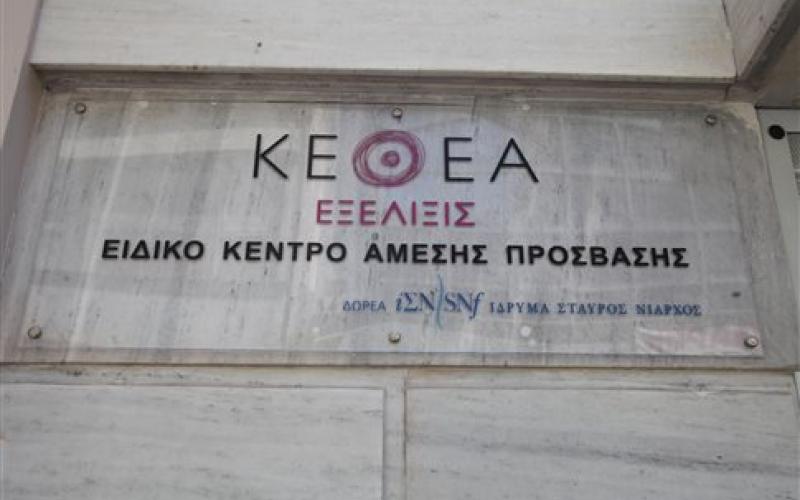 ΚΕΘΕΑ
ΕΞΕΛΙΞΙΣ
ΕΙΔΙΚΟ ΚΕΝΤΡΟ ΑΜΕΣΗΣ ΠΡΟΣΒΑΣΗΣ
ΔΩΡΕΑ ιΣΝ/SNf ΙΔΡΥΜΑ ΣΤΑΥΡΟΣ ΝΙΑΡΧΟΣ